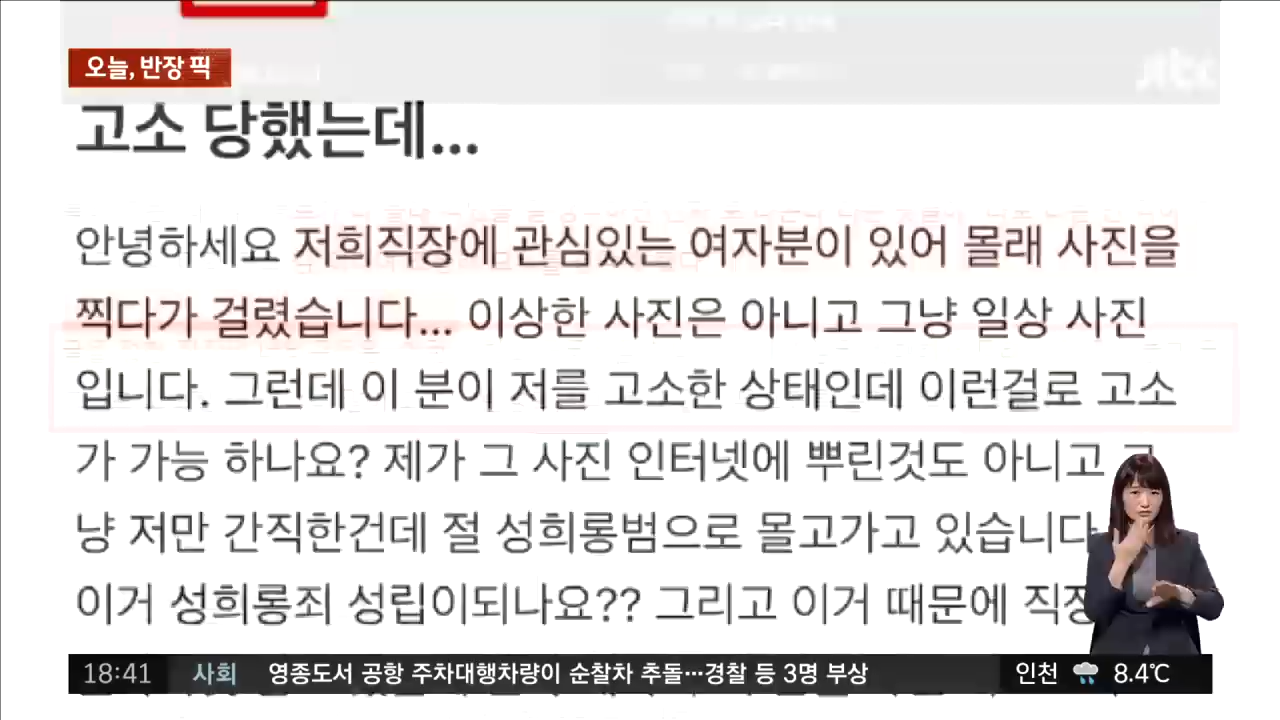 오늘, 반장 픽
jtbc
고소 당했는데...
안녕하세요 저희직장에 관심있는 여자분이 있어 몰래 사진을
찍다가 걸렸습니다... 이상한 사진은 아니고 그냥 일상 사진
입니다. 그런데 이 분이 저를 고소한 상태인데 이런걸로 고소
가 가능 하나요? 제가 그 사진 인터넷에 뿌린것도 아니고 그
냥 저만 간직한건데 절 성희롱범으로 몰고가고 있습니다
이거 성희롱죄 성립이되나요?? 그리고 이거 때문에 직장
18:41 사회 영종도서 공항 주차대행차량이 순찰차 추돌…경찰 등 3명 부상 인천 8.4℃